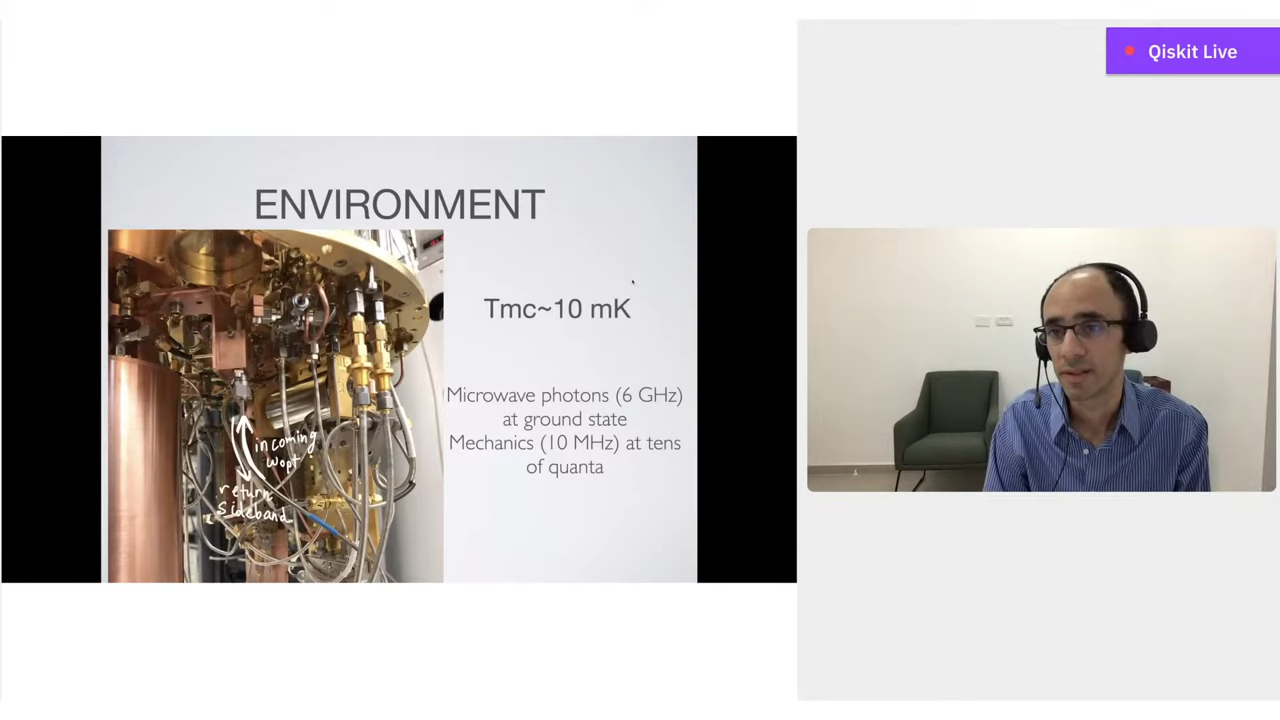 Qiskit Live
ENVIRONMENT
Tmc~10 mK
Microwave photons (6 GHz)
at ground state
Mechanics (10 MHz) at tens
of quanta
incoming
wopt
return
sideband